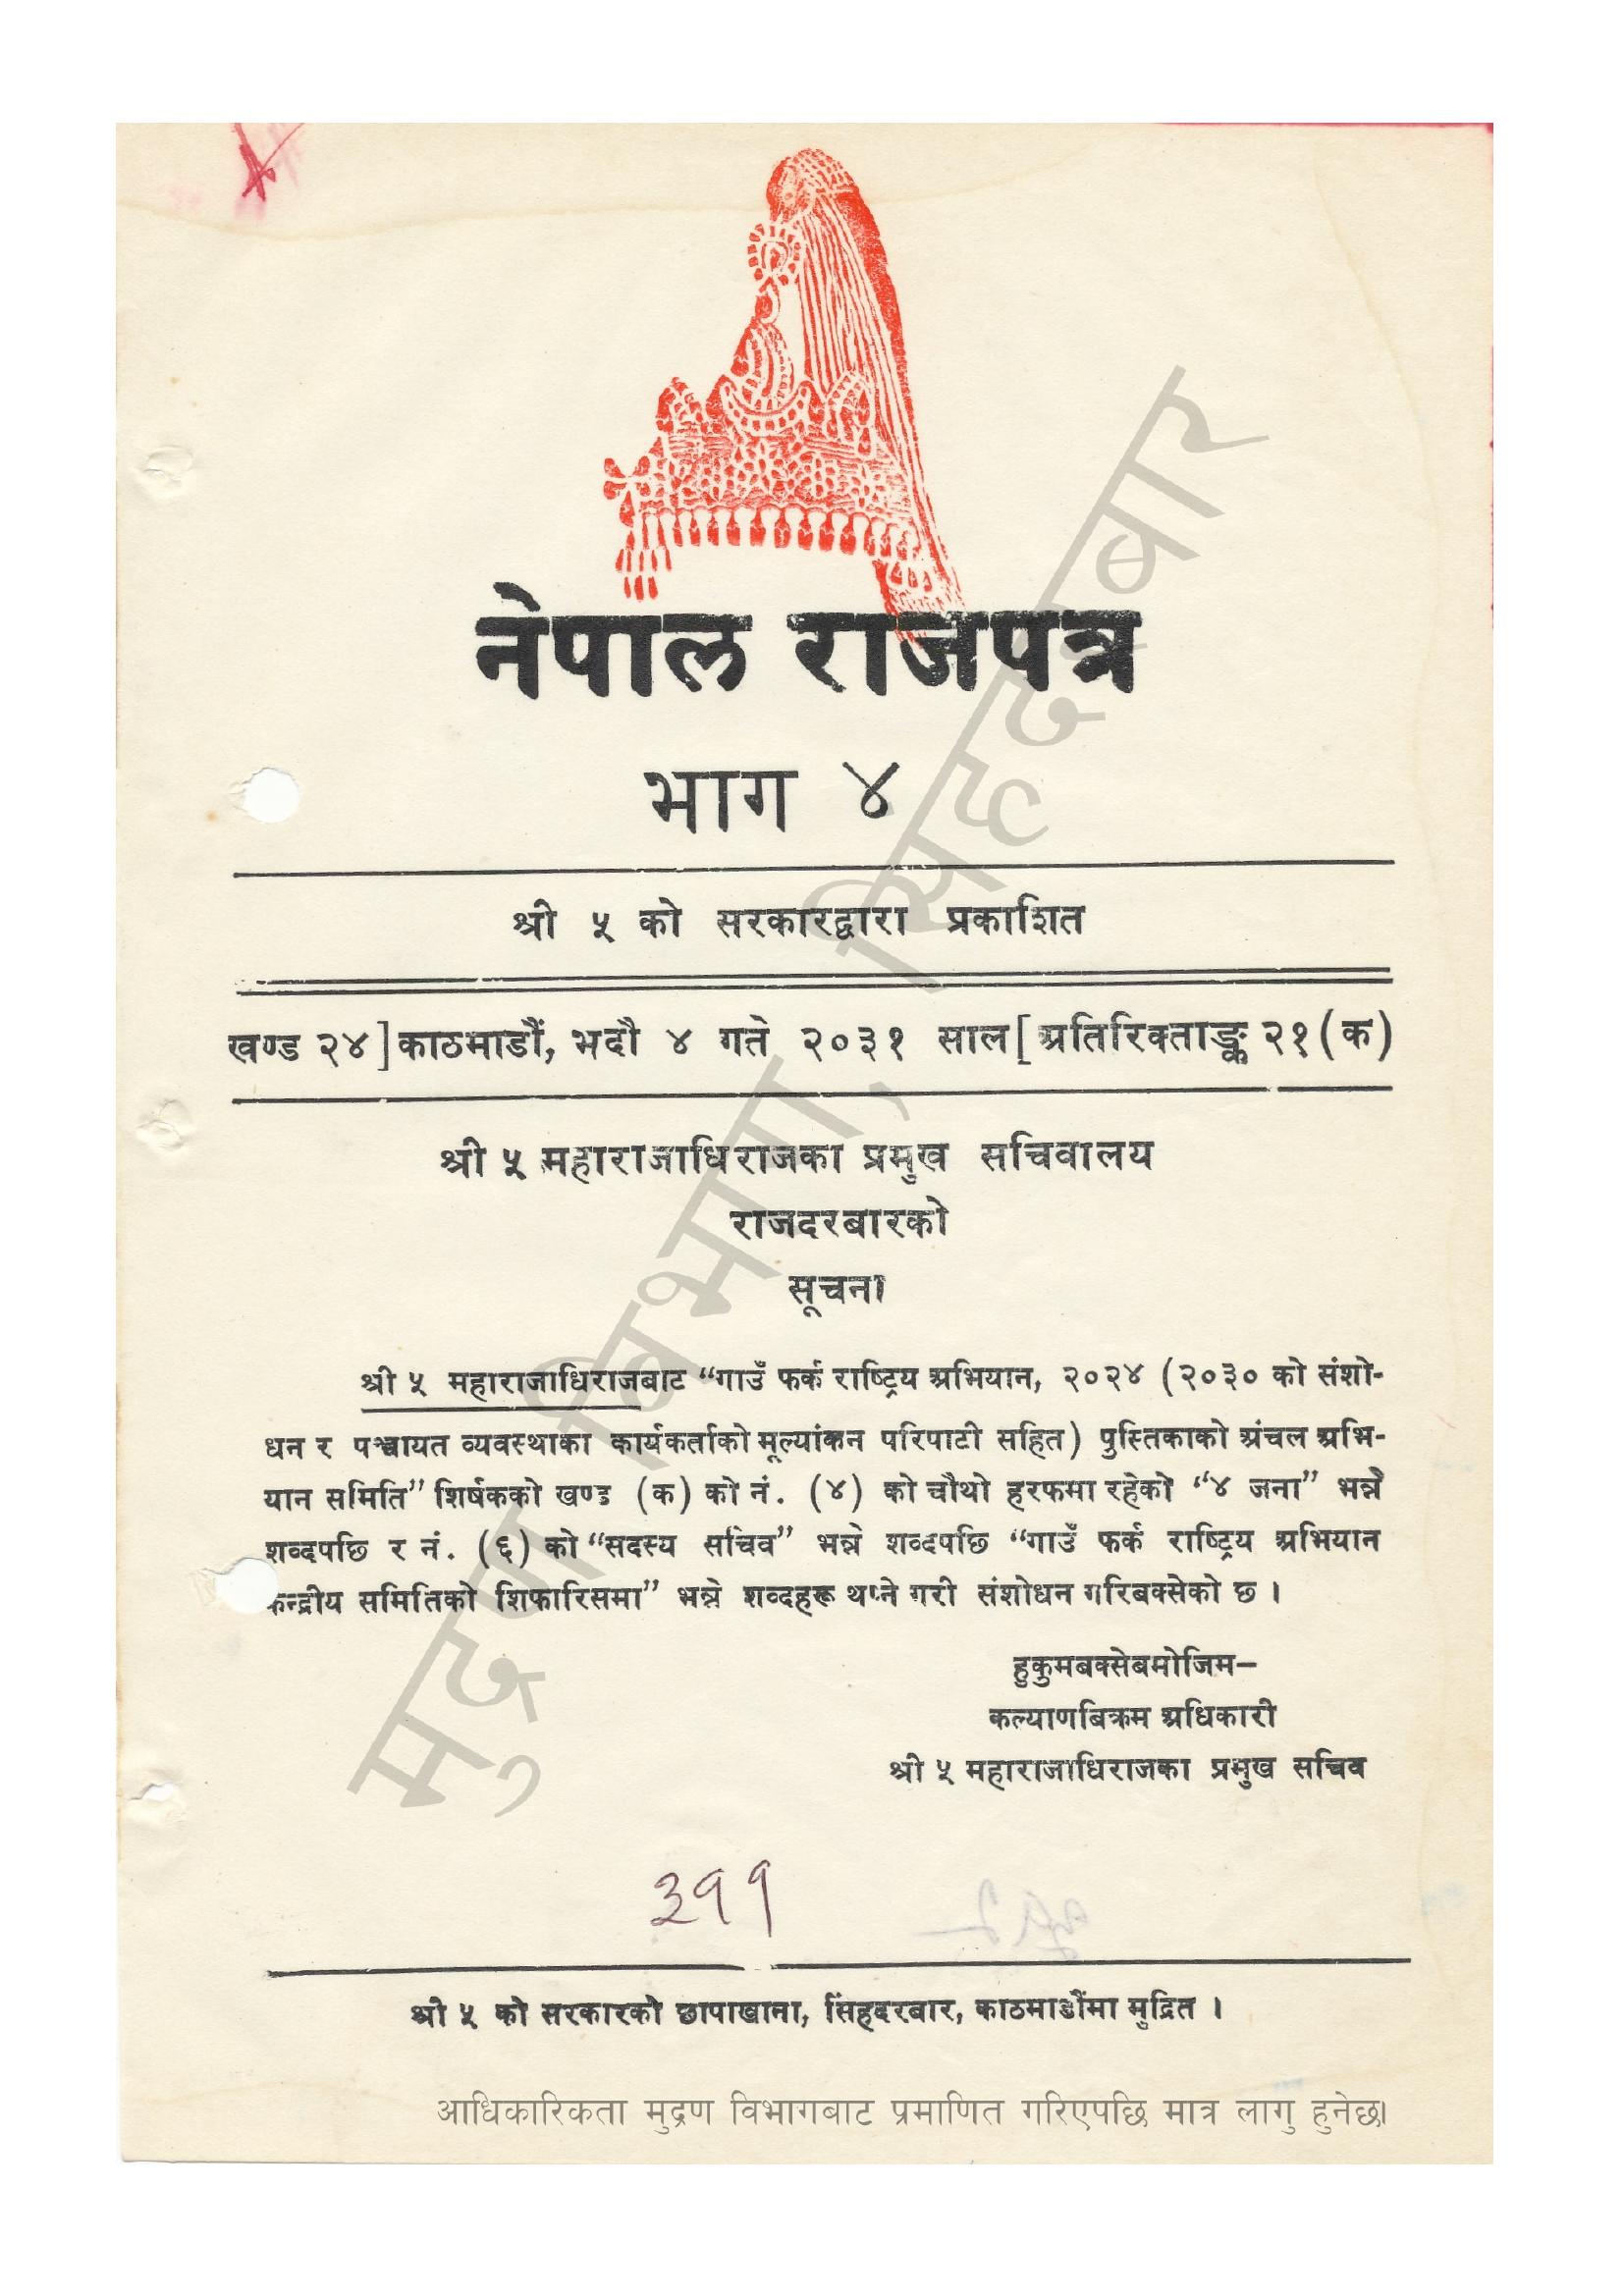 नेपाल राजपत्र
भाग ४
श्री ५ को सरकारद्वारा प्रकाशित
खण्ड २४] काठमाडौं, भदौ ४ गते २०३१ साल [अतिरिक्ताङ्क २१ (क)
श्री ५ महाराजाधिराजका प्रमुख सचिवालय
राजदरबारको
सूचना
श्री ५ महाराजाधिराजबाट “गाउँ फर्क राष्ट्रिय अभियान, २०२४ (२०३० को संशो-
धन र पञ्चायत व्यवस्थाका कार्यकर्ताको मूल्यांकन परिपाटी सहित) पुस्तिकाको अंचल अभि-
यान समिति” शिर्षकको खण्ड (क) को नं. (४) को चौथो हरफमा रहेको “४ जना” भन्ने
शव्दपछि र नं. (६) को “सदस्य सचिव” भन्ने शव्दपछि “गाउँ फर्क राष्ट्रिय अभियान
केन्द्रीय समितिको शिफारिसमा” भन्ने शव्दहरू थप्ने गरी संशोधन गरिबक्सेको छ ।
हुकुमबक्सेबमोजिम–
कल्याणबिक्रम अधिकारी
श्री ५ महाराजाधिराजका प्रमुख सचिव
३११
श्री ५ को सरकारको छापाखाना, सिंहदरबार, काठमाडौंमा मुद्रित ।
आधिकारिकता मुद्रण विभागबाट प्रमाणित गरिएपछि मात्र लागु हुनेछ।
मुद्रण विभाग, सिंहदरबार